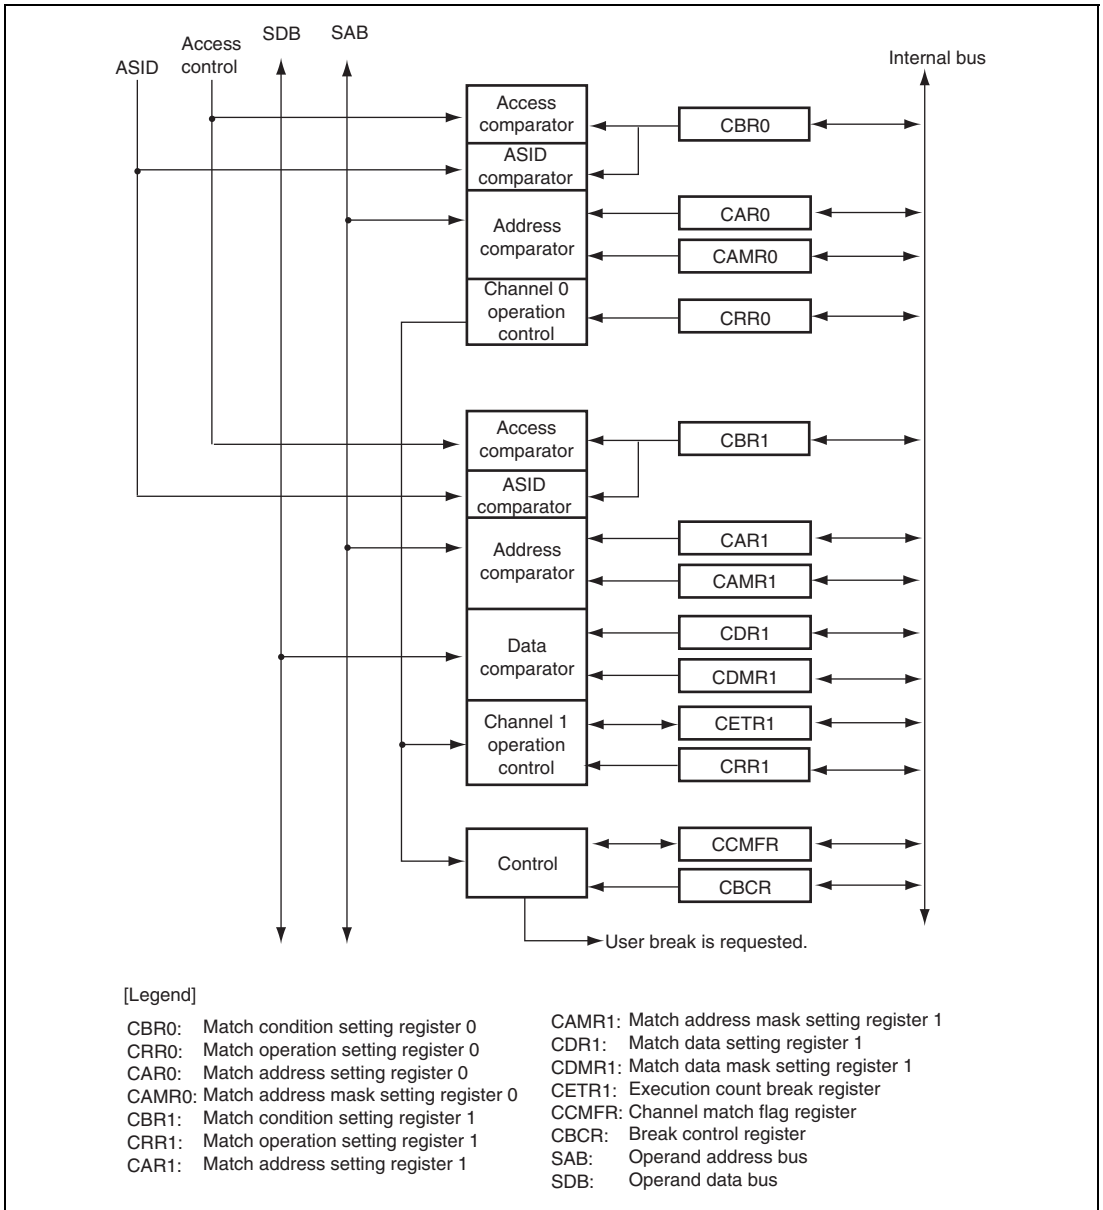 SDB
SAB
Access
control
ASID
Internal bus
Access
comparator
CBR0
ASID
comparator
Address
comparator
CAR0
CAMR0
Channel 0
operation
control
CRR0
Access
comparator
CBR1
ASID
comparator
Address
comparator
CAR1
CAMR1
Data
comparator
CDR1
CDMR1
Channel 1
operation
control
CETR1
CRR1
Control
CCMFR
CBCR
User break is requested.
[Legend]
CBR0: Match condition setting register 0
CRR0: Match operation setting register 0
CAR0: Match address setting register 0
CAMR0: Match address mask setting register 0
CBR1: Match condition setting register 1
CRR1: Match operation setting register 1
CAR1: Match address setting register 1
CAMR1: Match address mask setting register 1
CDR1: Match data setting register 1
CDMR1: Match data mask setting register 1
CETR1: Execution count break register
CCMFR: Channel match flag register
CBCR: Break control register
SAB: Operand address bus
SDB: Operand data bus